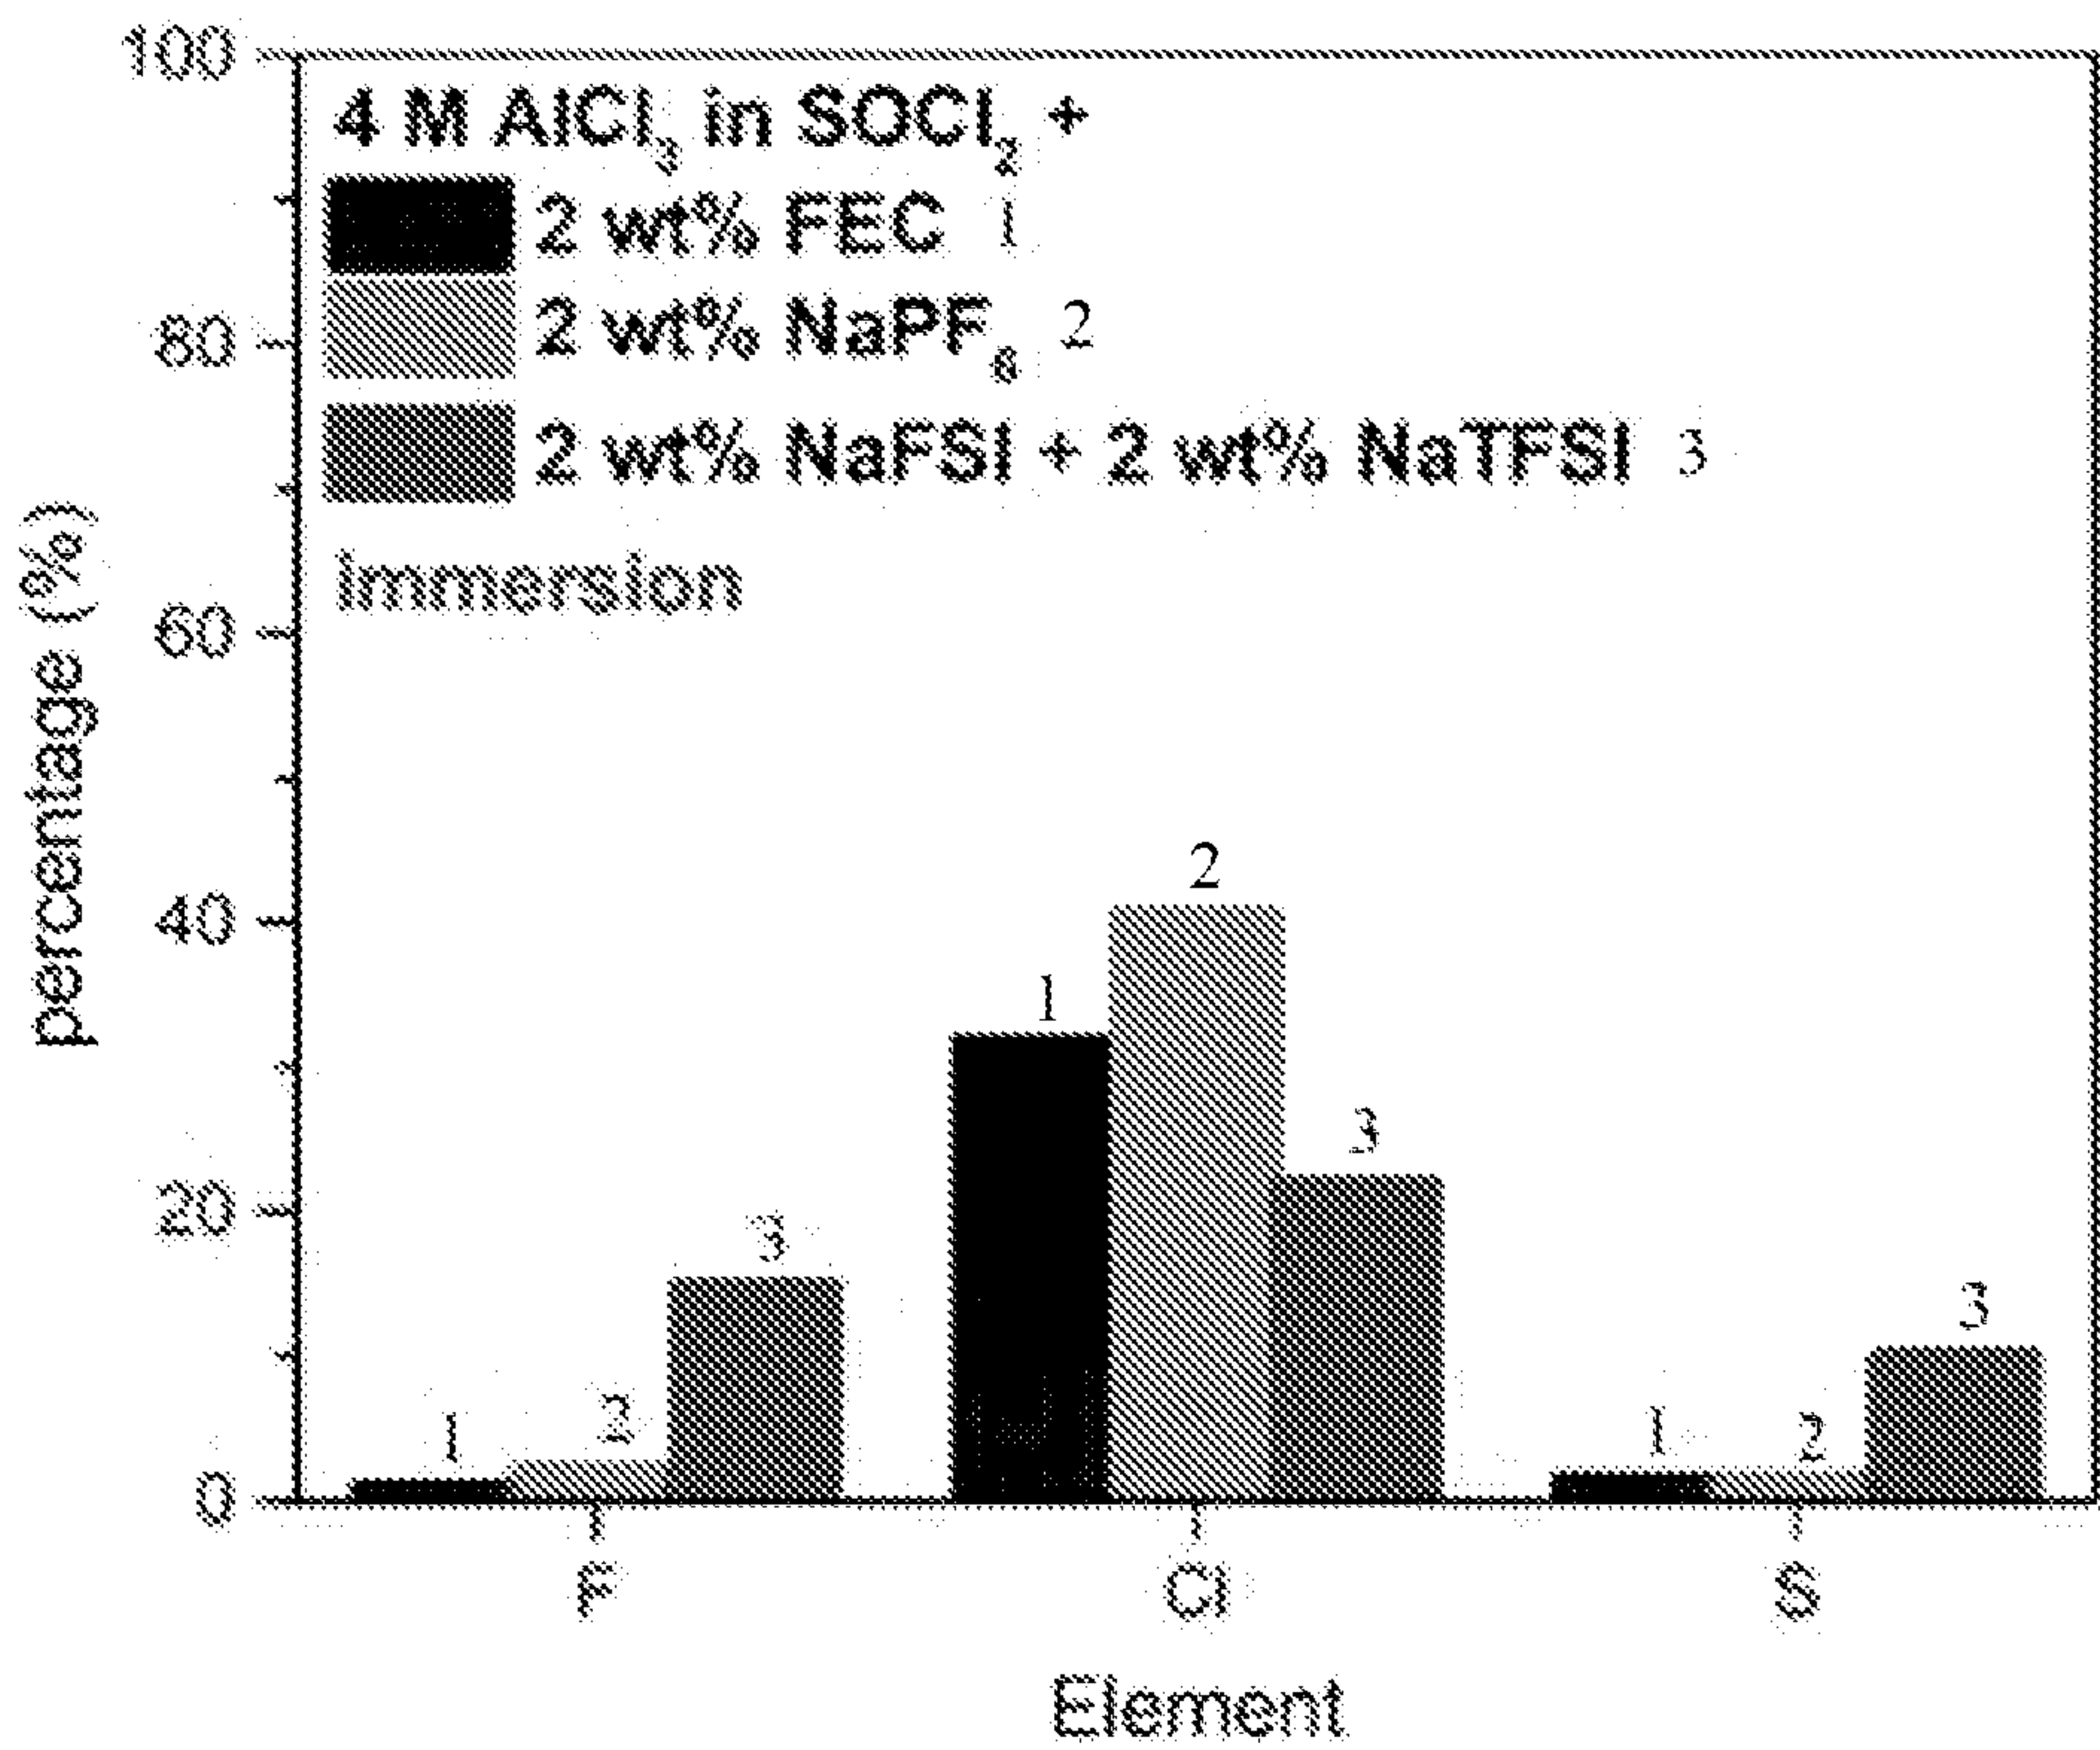 100
4 M AlCl₃ in SOCl₂ +
2 wt% FEC 1
2 wt% NaPF₆ 2
80
2 wt% NaFSI + 2 wt% NaTFSI 3
immersion
60
percentage (%)
40
20
0
1 2 3
1 2 3
1 2 3
F Cl S
Element